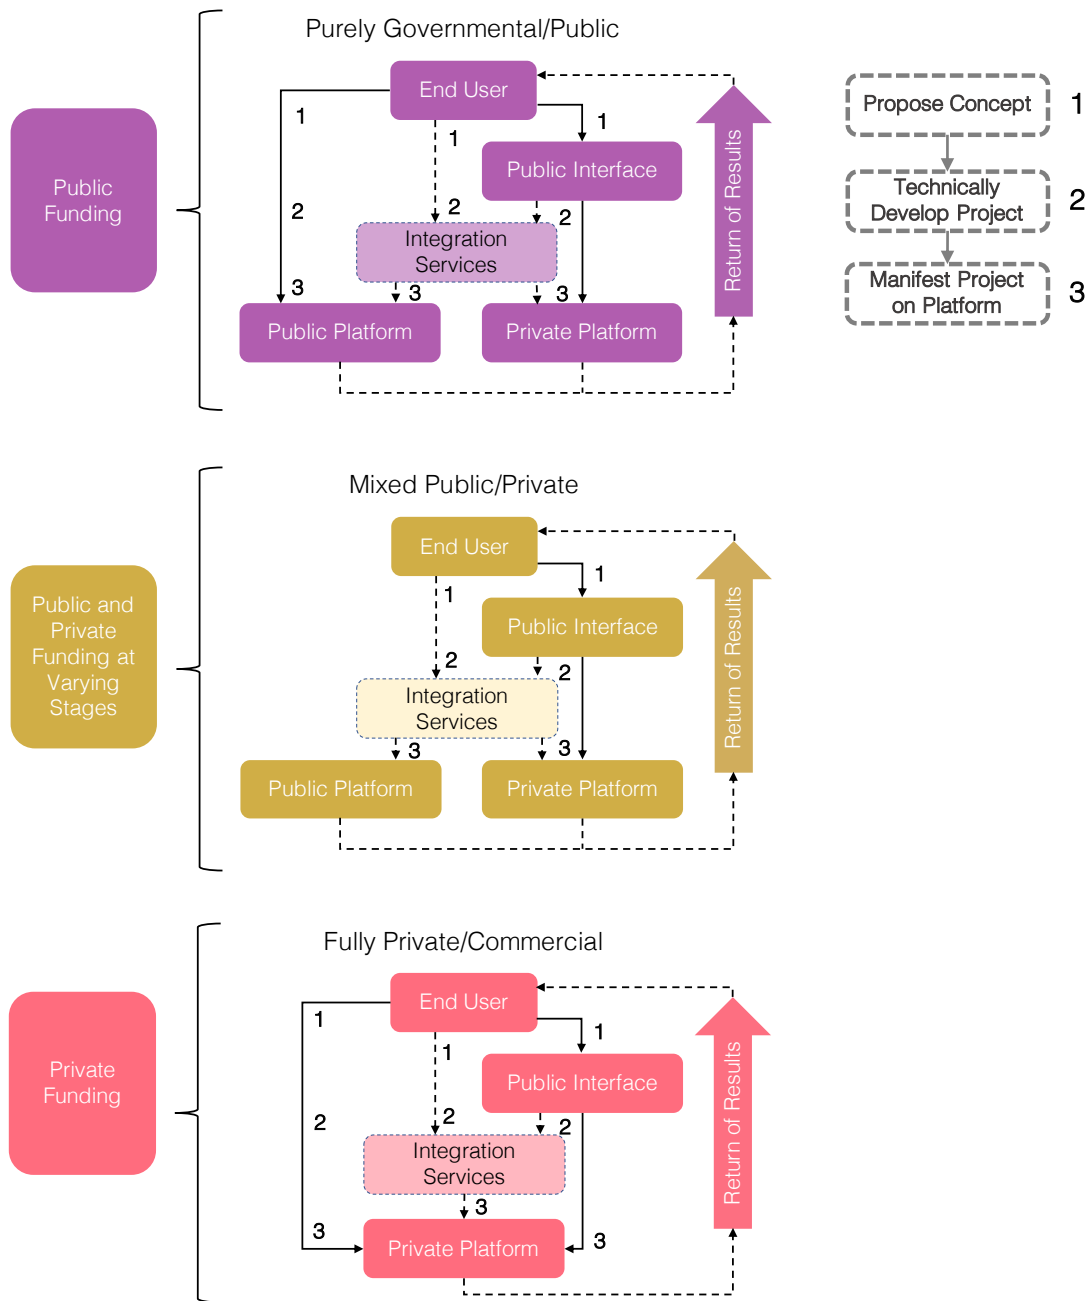 Purely Governmental/Public
Public
Funding
End User
1
1
1
Public Interface
2
2
2
Integration
Services
3
3
3
Public Platform
Private Platform
Return of Results
Propose Concept
1
Technically
Develop Project
2
Manifest Project
on Platform
3
Mixed Public/Private
Public and
Private
Funding at
Varying
Stages
End User
1
1
Public Interface
2
2
Integration
Services
3
3
Public Platform
Private Platform
Return of Results
Fully Private/Commercial
Private
Funding
End User
1
1
1
Public Interface
2
2
2
Integration
Services
3
3
3
Private Platform
Return of Results